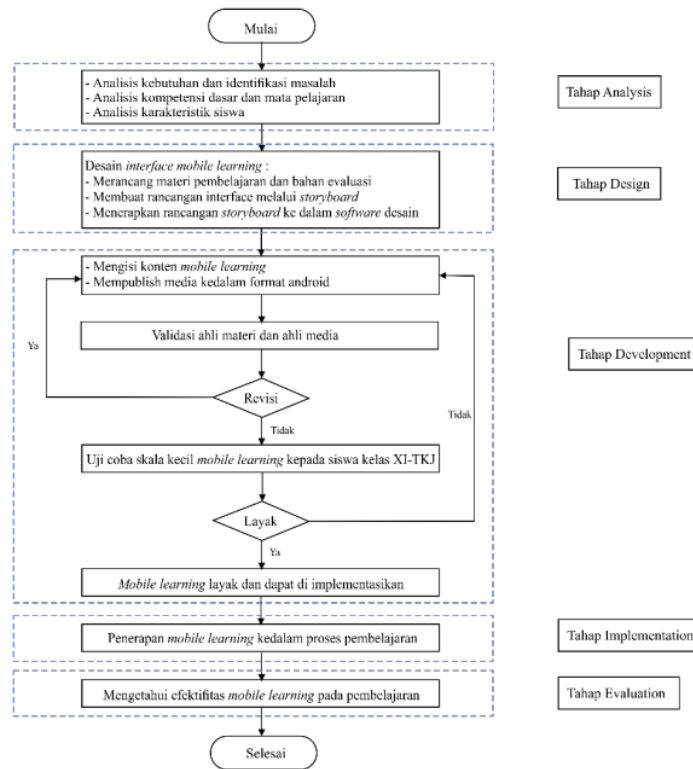 Mulai
- Analisis kebutuhan dan identifikasi masalah
- Analisis kompetensi dasar dan mata pelajaran
- Analisis karakteristik siswa
Tahap Analysis
Desain interface mobile learning :
- Merancang materi pembelajaran dan bahan evaluasi
- Membuat rancangan interface melalui storyboard
- Menerapkan rancangan storyboard ke dalam software desain
Tahap Design
- Mengisi konten mobile learning
- Mempublish media kedalam format android
Validasi ahli materi dan ahli media
Ya
Tahap Development
Revisi
Tidak
Tidak
Uji coba skala kecil mobile learning kepada siswa kelas XI-TKJ
Layak
Ya
Mobile learning layak dan dapat di implementasikan
Penerapan mobile learning kedalam proses pembelajaran
Tahap Implementation
Mengetahui efektifitas mobile learning pada pembelajaran
Tahap Evaluation
Selesai